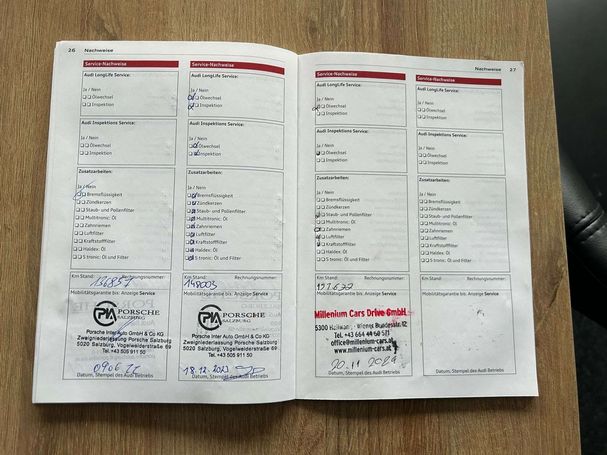 26 Nachweise
Service-Nachweise
Audi LongLife Service:
Ja / Nein
Ölwechsel
Inspektion
Audi Inspektions Service:
Ja / Nein
Ölwechsel
Inspektion
Zusatzarbeiten:
Ja / Nein
Bremsflüssigkeit
Zündkerzen
Staub- und Pollenfilter
Multitronic: Öl
Zahnriemen
Luftfilter
Kraftstofffilter
Haldex: Öl
S tronic: Öl und Filter
Km Stand: Rechnungsnummer:
Mobilitätsgarantie bis: Anzeige Service
PIA PORSCHE
SALZBURG
Porsche Inter Auto GmbH & Co KG
Zweigniederlassung Porsche Salzburg
5020 Salzburg, Vogelweiderstraße 69
Tel. +43 505 911 50
Datum, Stempel des Audi Betriebs
Service-Nachweise
Audi LongLife Service:
Ja / Nein
Ölwechsel
Inspektion
Audi Inspektions Service:
Ja / Nein
Ölwechsel
Inspektion
Zusatzarbeiten:
Ja / Nein
Bremsflüssigkeit
Zündkerzen
Staub- und Pollenfilter
Multitronic: Öl
Zahnriemen
Luftfilter
Kraftstofffilter
Haldex: Öl
S tronic: Öl und Filter
Km Stand: Rechnungsnummer:
148003
Mobilitätsgarantie bis: Anzeige Service
PIA PORSCHE
SALZBURG
Porsche Inter Auto GmbH & Co KG
Zweigniederlassung Porsche Salzburg
5020 Salzburg, Vogelweiderstraße 69
Tel. +43 505 911 50
18.12.2023
Datum, Stempel des Audi Betriebs
Nachweise 27
Service-Nachweise
Audi LongLife Service:
Ja / Nein
Ölwechsel
Inspektion
Audi Inspektions Service:
Ja / Nein
Ölwechsel
Inspektion
Zusatzarbeiten:
Ja / Nein
Bremsflüssigkeit
Zündkerzen
Staub- und Pollenfilter
Multitronic: Öl
Zahnriemen
Luftfilter
Kraftstofffilter
Haldex: Öl
S tronic: Öl und Filter
Km Stand: Rechnungsnummer:
Mobilitätsgarantie bis: Anzeige Service
Millenium Cars Drive GmbH
5300 Wiener Bundesstr.
Tel. +43 664
office@millenium-cars.at
www.millenium-cars.at
20.11 2024
Datum, Stempel des Audi Betriebs
Service-Nachweise
Audi LongLife Service:
Ja / Nein
Ölwechsel
Inspektion
Audi Inspektions Service:
Ja / Nein
Ölwechsel
Inspektion
Zusatzarbeiten:
Ja / Nein
Bremsflüssigkeit
Zündkerzen
Staub- und Pollenfilter
Multitronic: Öl
Zahnriemen
Luftfilter
Kraftstofffilter
Haldex: Öl
S tronic: Öl und Filter
Km Stand: Rechnungsnummer:
Mobilitätsgarantie bis: Anzeige Service
Datum, Stempel des Audi Betriebs